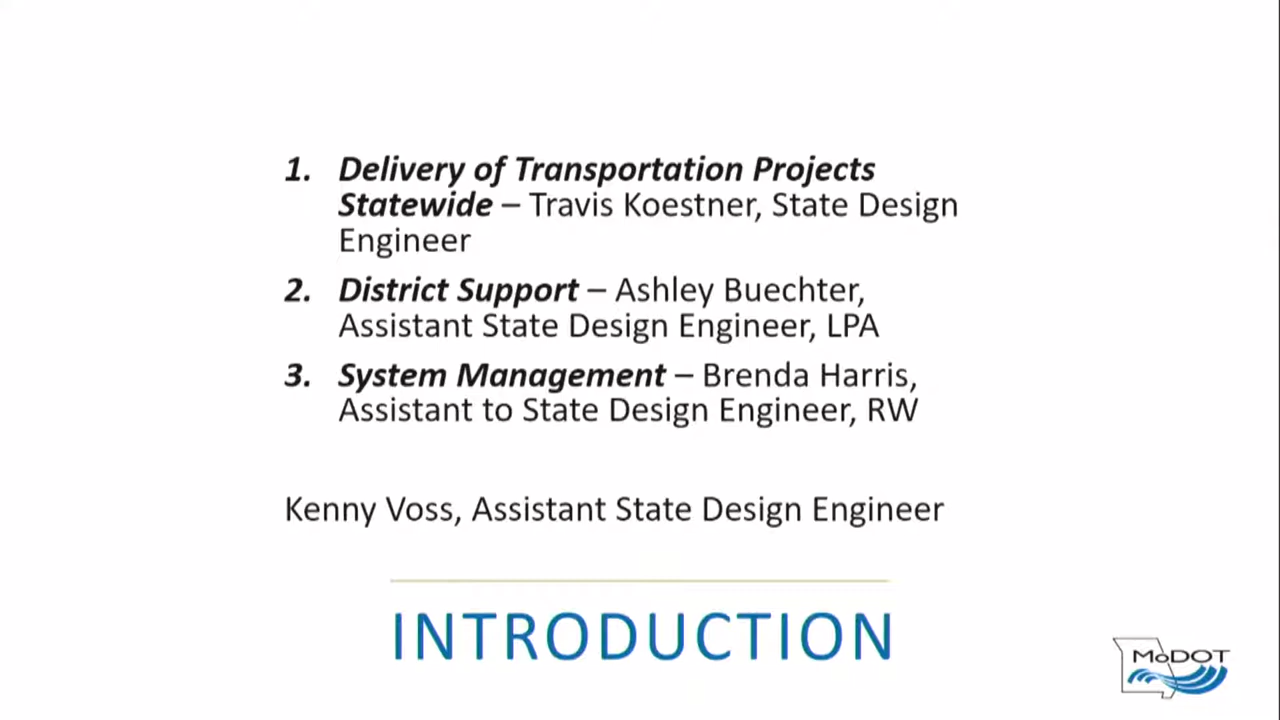 1. Delivery of Transportation Projects
Statewide – Travis Koestner, State Design
Engineer
2. District Support – Ashley Buechter,
Assistant State Design Engineer, LPA
3. System Management – Brenda Harris,
Assistant to State Design Engineer, RW
Kenny Voss, Assistant State Design Engineer
INTRODUCTION
MoDOT